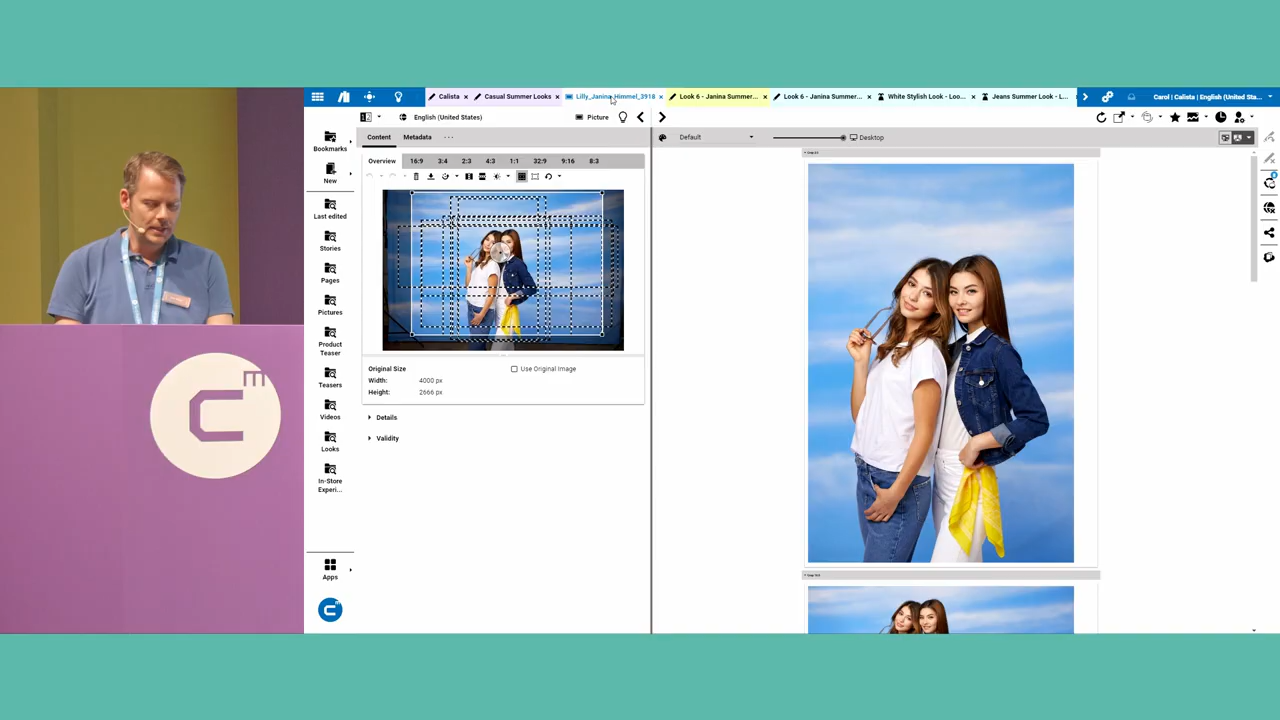 Calista
Casual Summer Looks
Lilly_Janina_Himmel_3918
Look 6 - Janina Summer...
Look 6 - Janina Summer...
White Stylish Look - Loo...
Jeans Summer Look - L...
Carol | Calista | English (United Sta...
English (United States)
Picture
Content
Metadata
Default
Desktop
Overview
16:9
3:4
2:3
4:3
1:1
32:9
9:16
8:3
Bookmarks
New
Last edited
Stories
Pages
Pictures
Product
Teaser
Teasers
Videos
Looks
In-Store
Experi...
Apps
Original Size
Use Original Image
Width:
4000 px
Height:
2666 px
Details
Validity
C m
C m